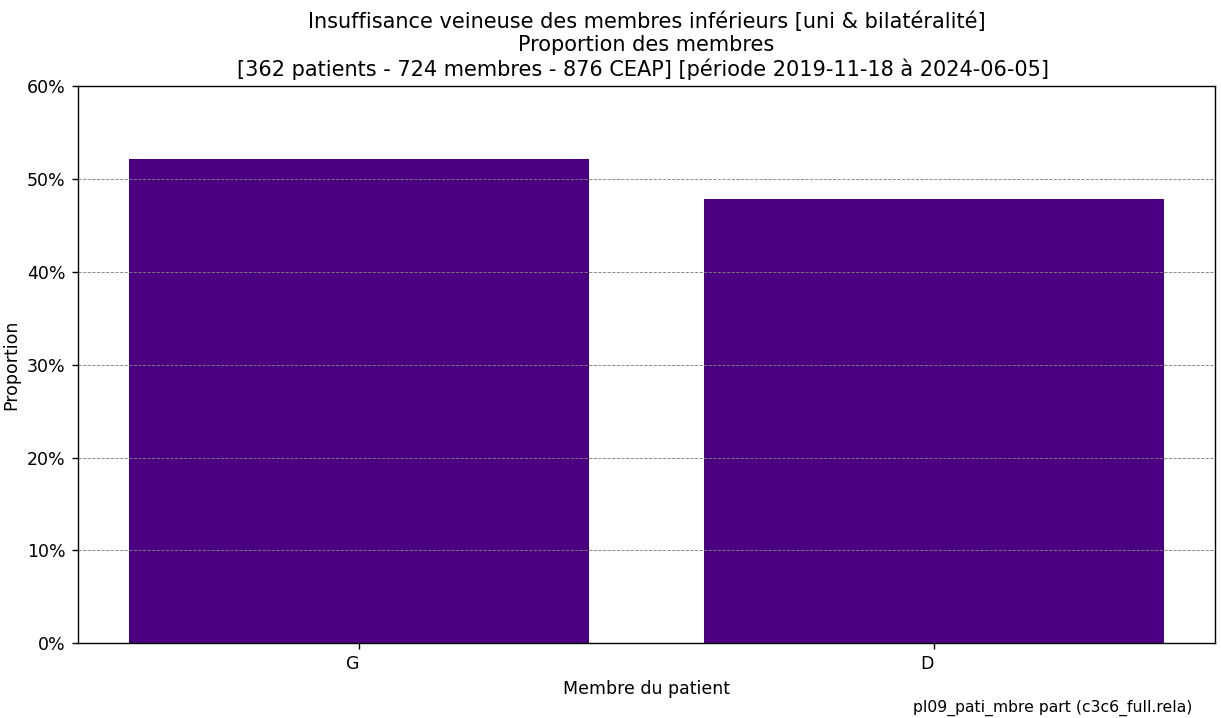 Insuffisance veineuse des membres inférieurs [uni & bilatéralité]
Proportion des membres
[362 patients - 724 membres - 876 CEAP] [période 2019-11-18 à 2024-06-05]
60%
50%
40%
30%
20%
10%
0%
Proportion
G
D
Membre du patient
pl09_pati_mbre part (c3c6_full.rela)